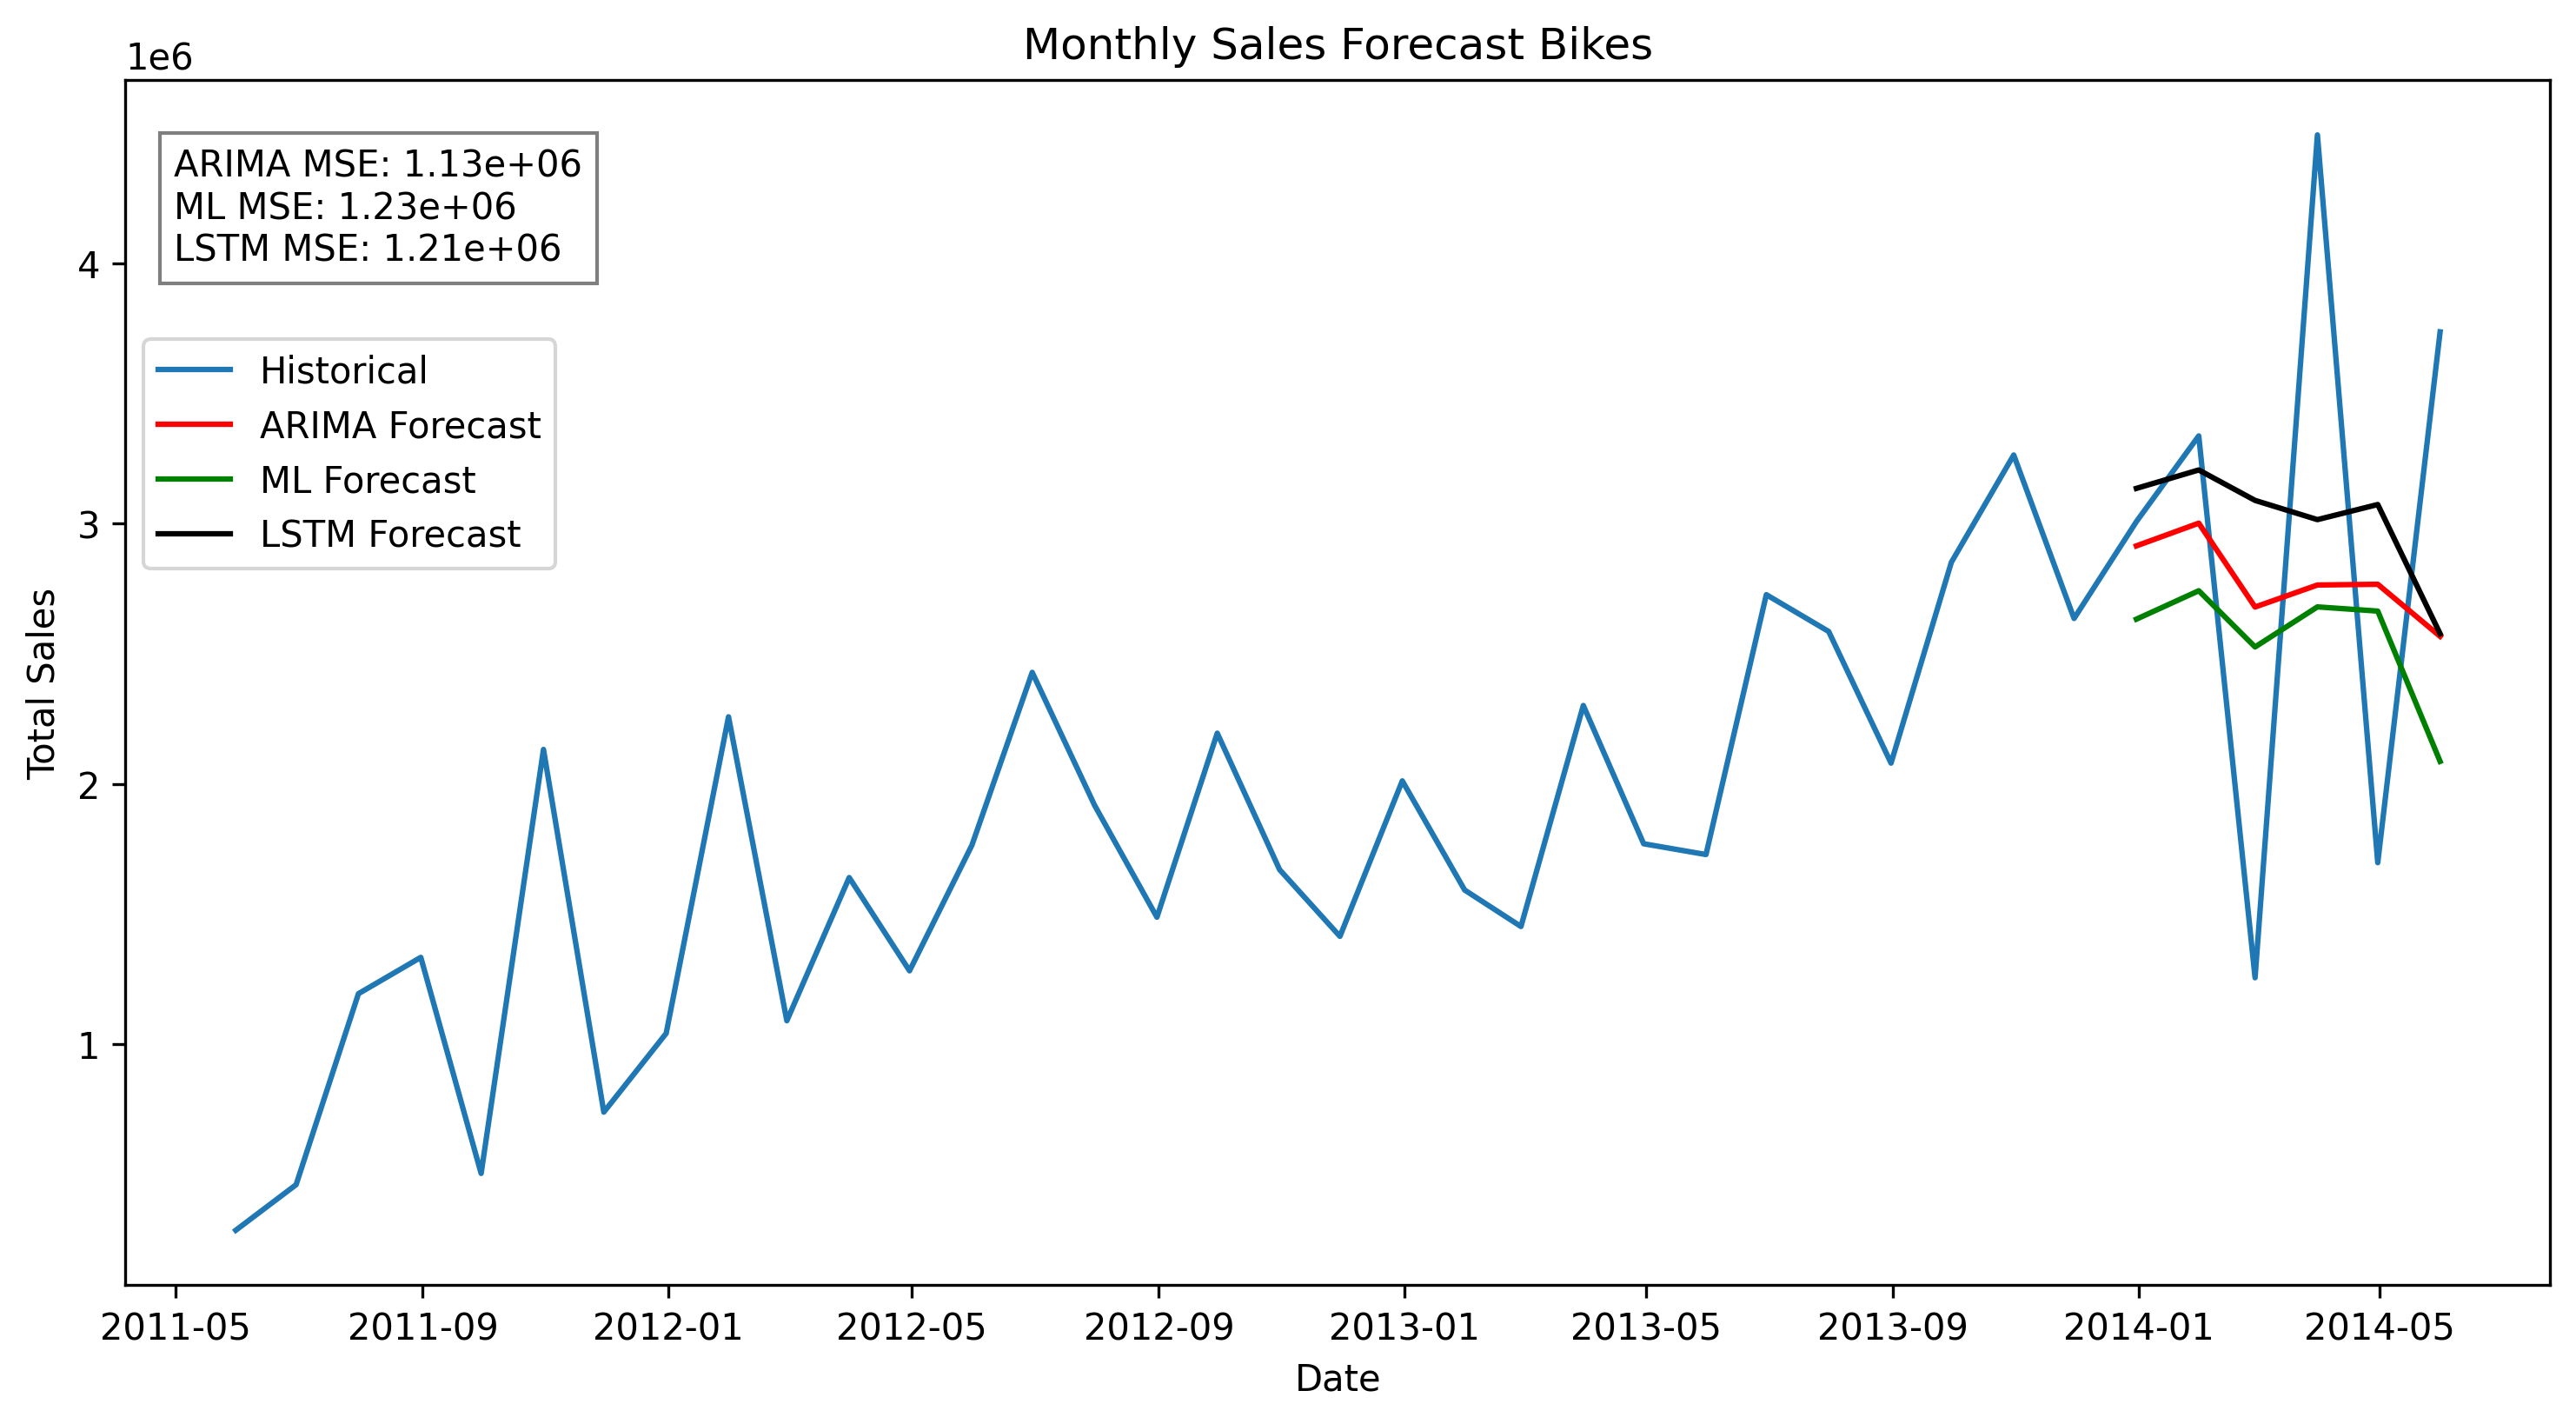 Monthly Sales Forecast Bikes
1e6
ARIMA MSE: 1.13e+06
ML MSE: 1.23e+06
LSTM MSE: 1.21e+06
4
Historical
ARIMA Forecast
ML Forecast
LSTM Forecast
3
Total Sales
2
1
2011-05 2011-09 2012-01 2012-05 2012-09 2013-01 2013-05 2013-09 2014-01 2014-05
Date